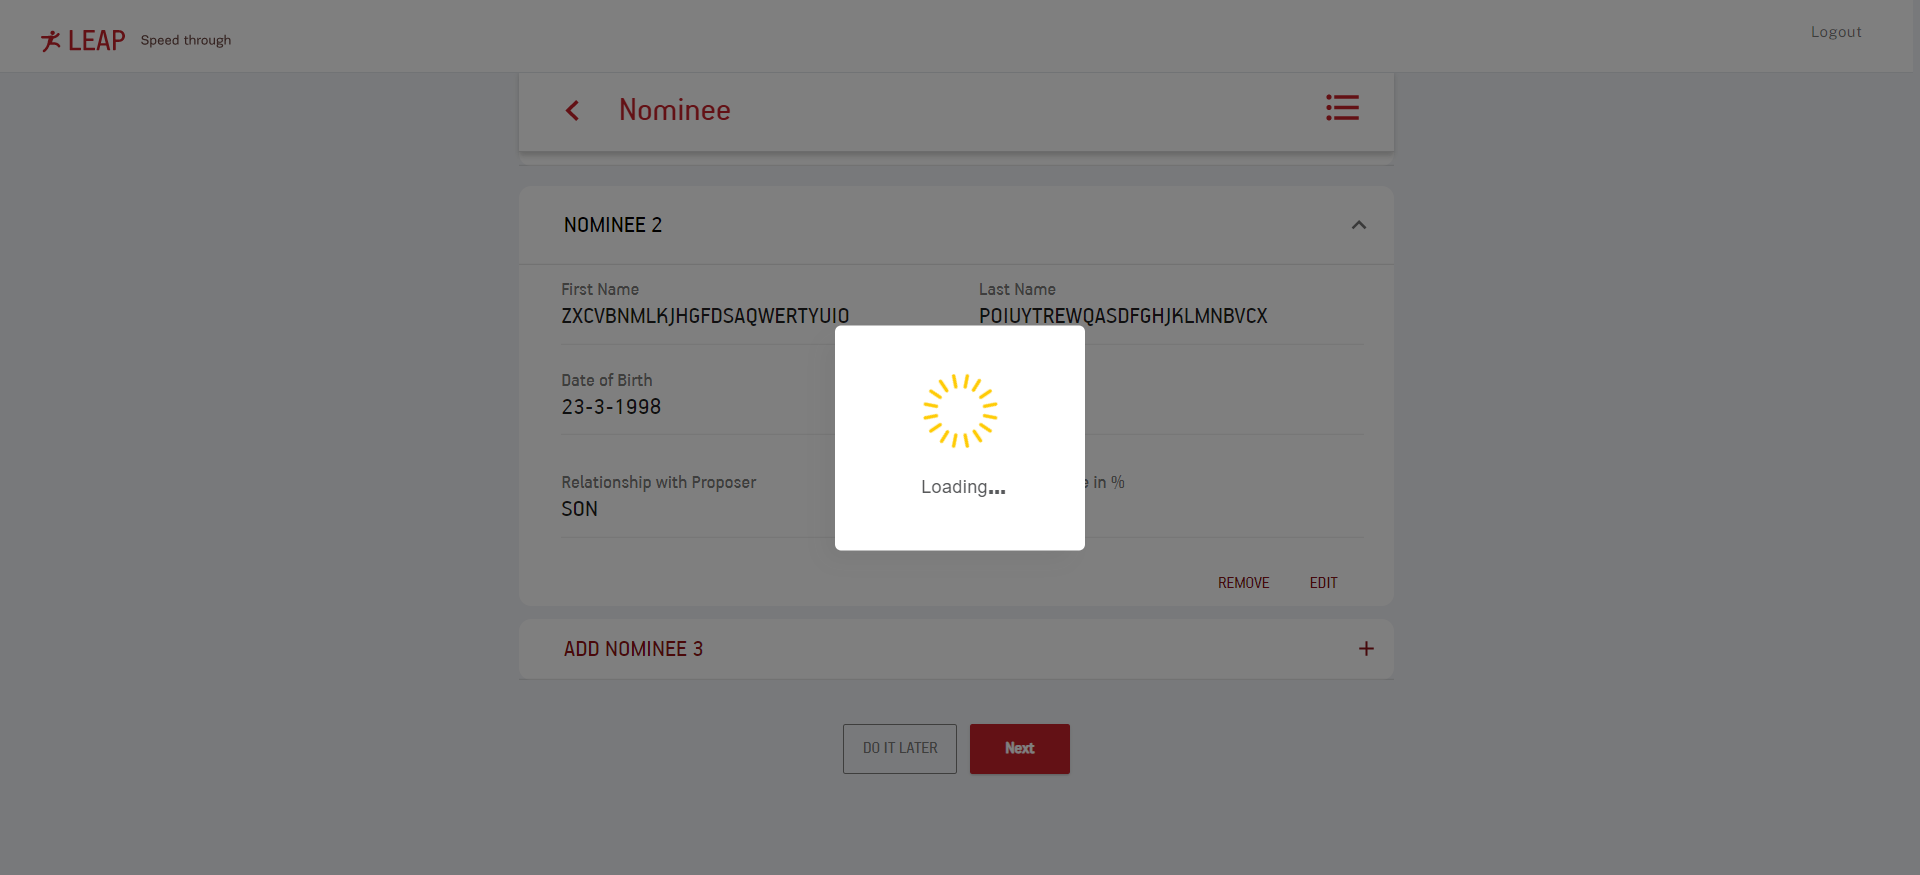 LEAP Speed through
Logout
Nominee
NOMINEE 2
First Name
ZXCVBNMLKJHGFDSAQWERTYUIO
Last Name
POIUYTREWQASDFGHJKLMNBVCX
Date of Birth
23-3-1998
Loading...
Relationship with Proposer
SON
in %
REMOVE EDIT
ADD NOMINEE 3
DO IT LATER Next